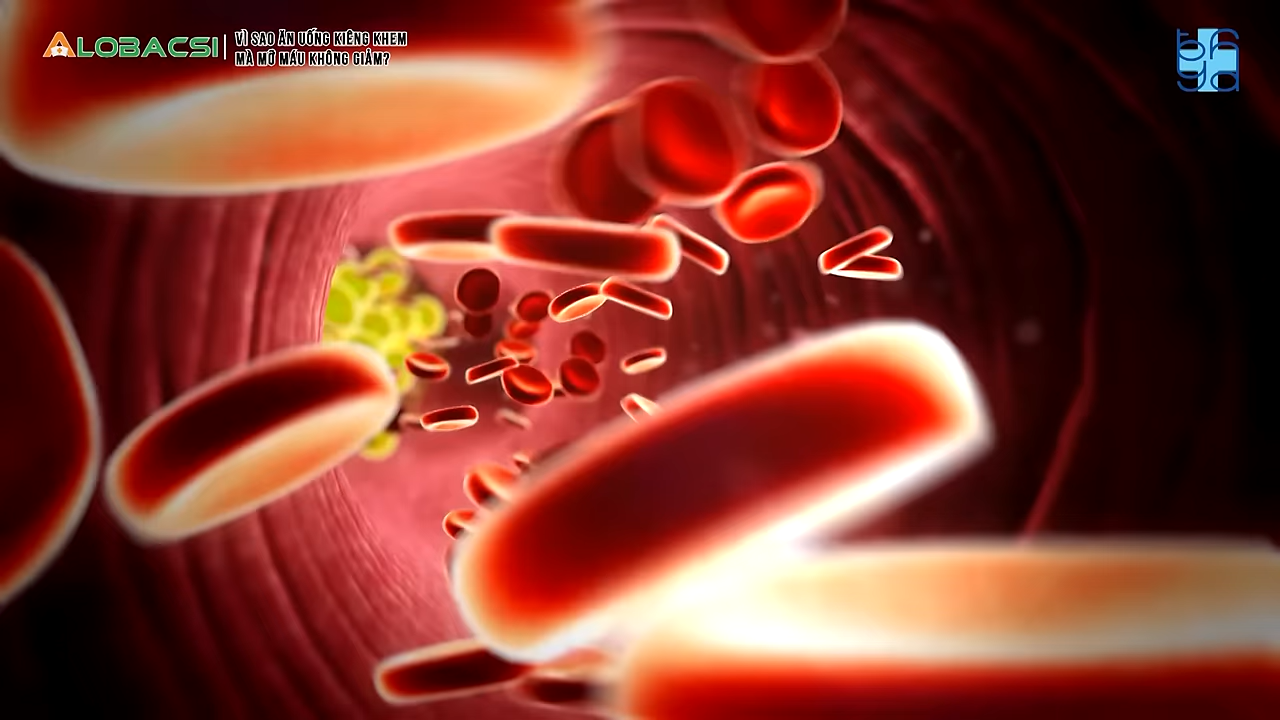 ALOBACSI
VÌ SAO ĂN UỐNG KIÊNG KHEM
MÀ MỠ MÁU KHÔNG GIẢM?